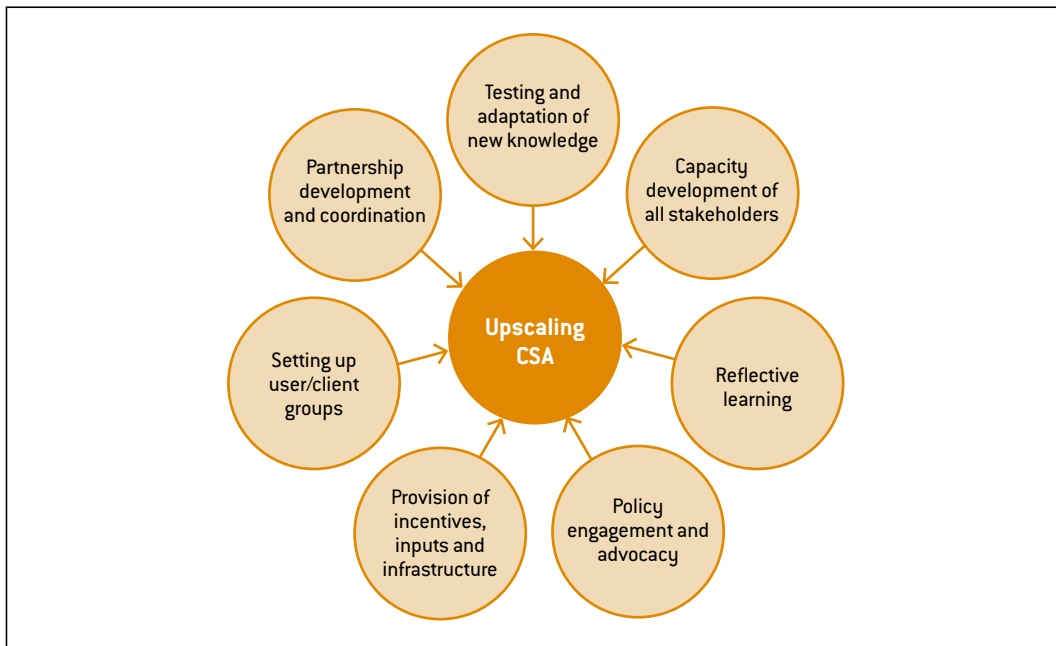 Testing and
adaptation of
new knowledge
Capacity
development of
all stakeholders
Reflective
learning
Policy
engagement and
advocacy
Provision of
incentives,
inputs and
infrastructure
Setting up
user/client
groups
Partnership
development
and coordination
Upscaling
CSA